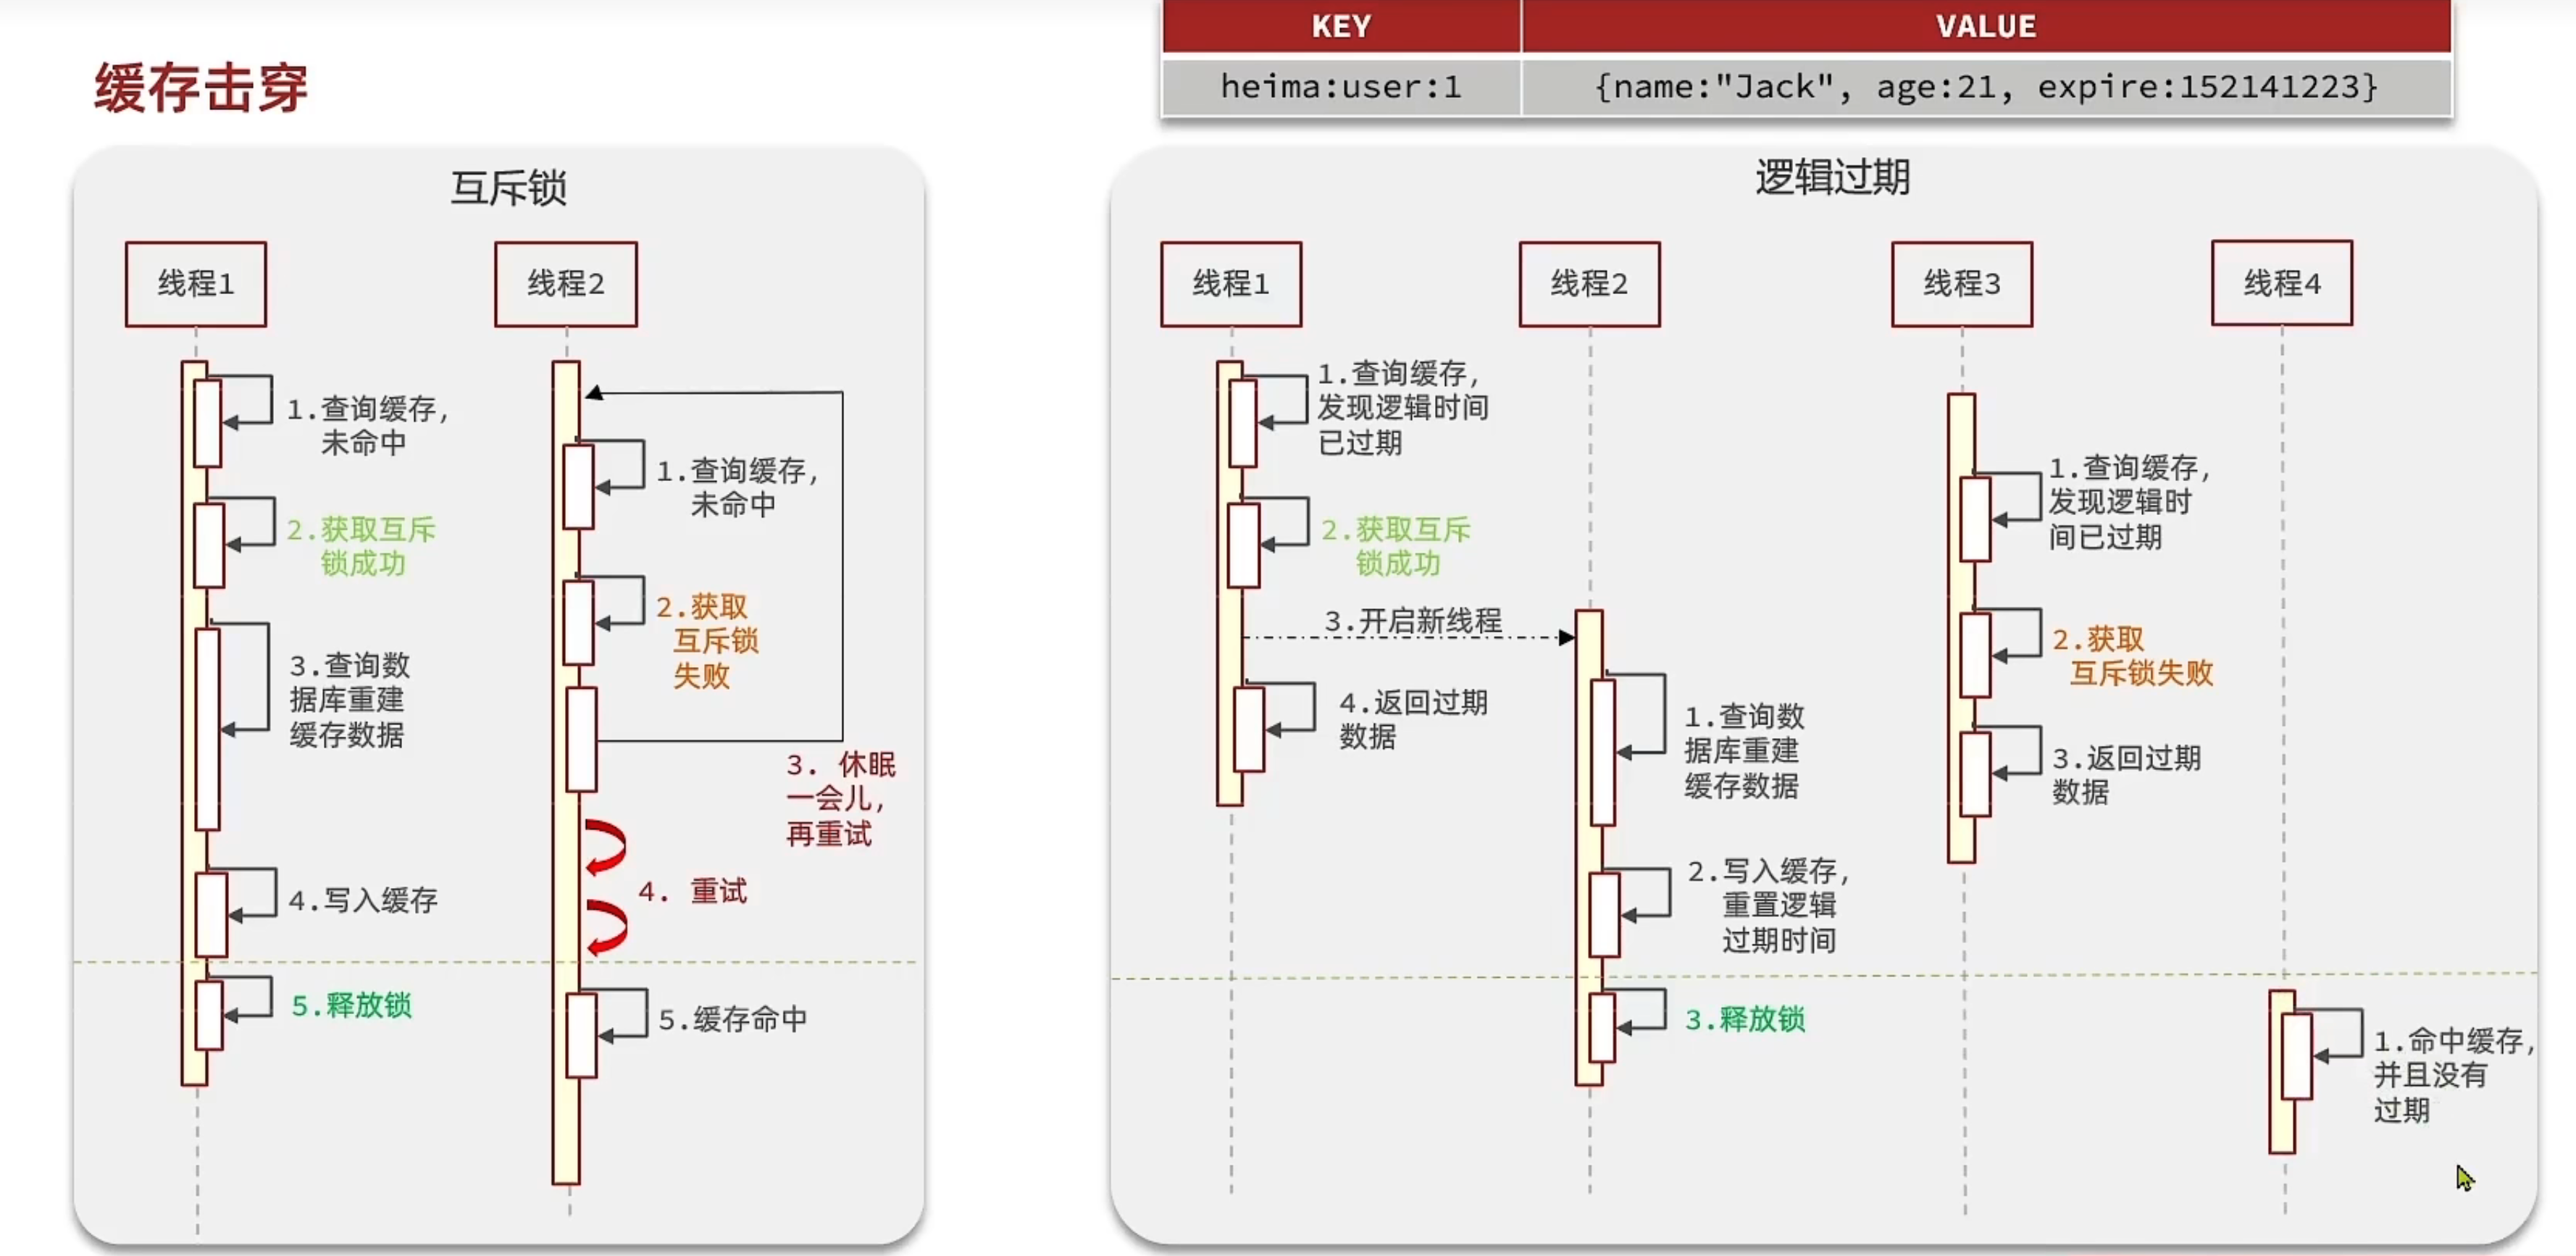 KEY
VALUE
heima:user:1
{name:"Jack", age:21, expire:152141223}
缓存击穿
互斥锁
线程1
线程2
1.查询缓存,
未命中
2.获取互斥
锁成功
3.查询数
据库重建
缓存数据
4.写入缓存
5.释放锁
1.查询缓存,
未命中
2.获取
互斥锁
失败
3. 休眠
一会儿,
再重试
4. 重试
5.缓存命中
逻辑过期
线程1
线程2
线程3
线程4
1.查询缓存,
发现逻辑时间
已过期
2.获取互斥
锁成功
3.开启新线程
4.返回过期
数据
1.查询数
据库重建
缓存数据
2.写入缓存,
重置逻辑
过期时间
3.释放锁
1.查询缓存,
发现逻辑时
间已过期
2.获取
互斥锁失败
3.返回过期
数据
1.命中缓存,
并且没有
过期